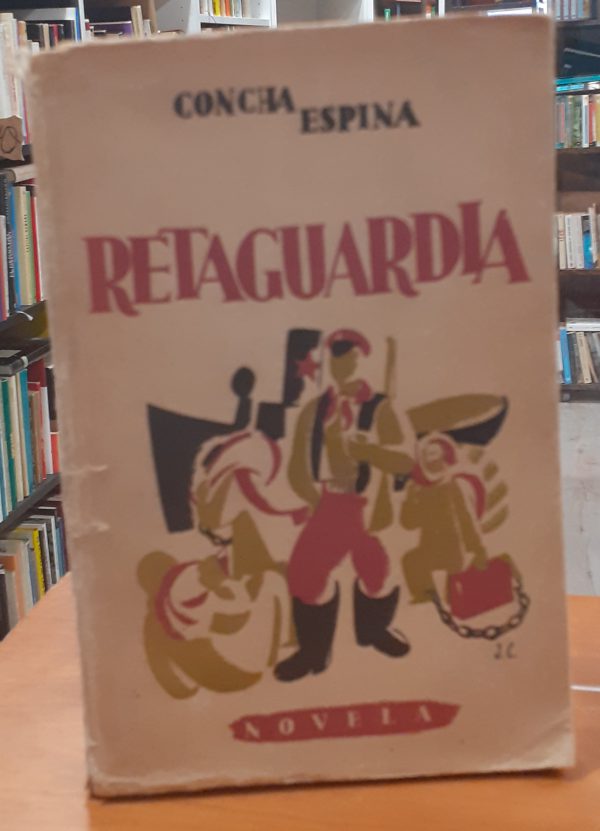 CONCHA
ESPINA
RETAGUARDIA
J.C.
NOVELA